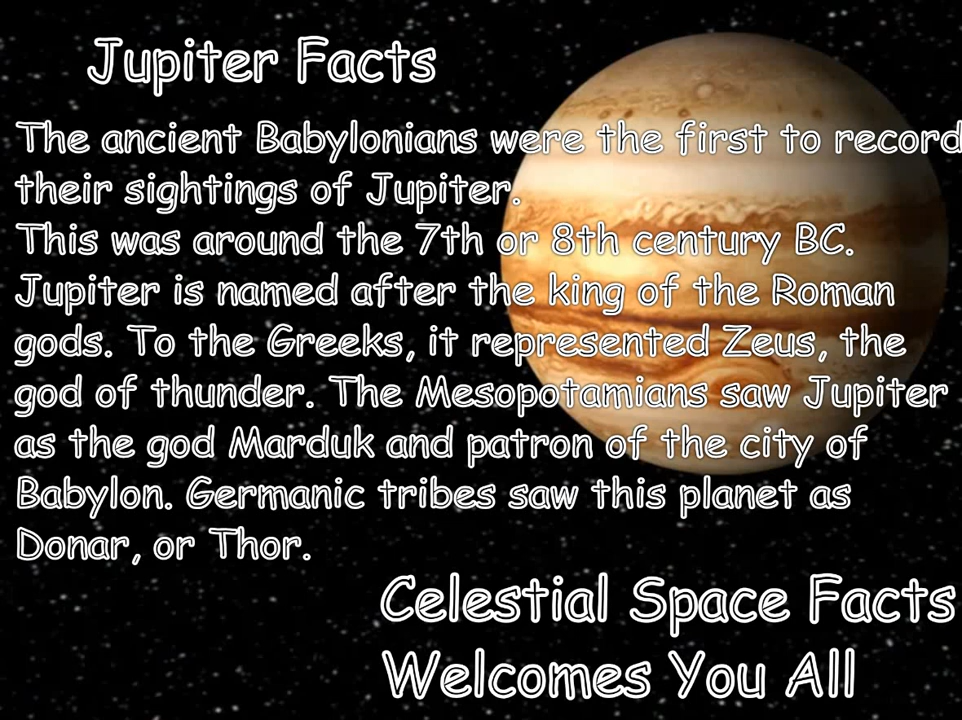 Jupiter Facts
The ancient Babylonians were the first to record
their sightings of Jupiter.
This was around the 7th or 8th century BC.
Jupiter is named after the king of the Roman
gods. To the Greeks, it represented Zeus, the
god of thunder. The Mesopotamians saw Jupiter
as the god Marduk and patron of the city of
Babylon. Germanic tribes saw this planet as
Donar, or Thor.
Celestial Space Facts
Welcomes You All